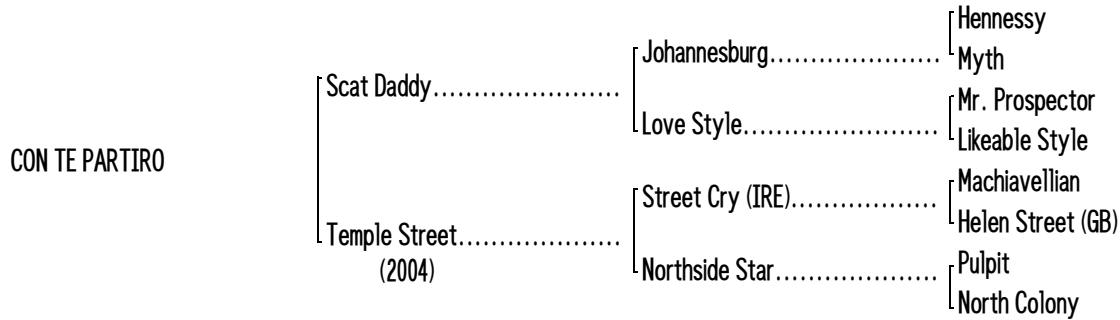 Hennessy
Johannesburg....................
Myth
Scat Daddy.......................
Mr. Prospector
Love Style........................
Likeable Style
CON TE PARTIRO
Machiavellian
Street Cry (IRE)..................
Helen Street (GB)
Temple Street....................
(2004)
Pulpit
Northside Star....................
North Colony